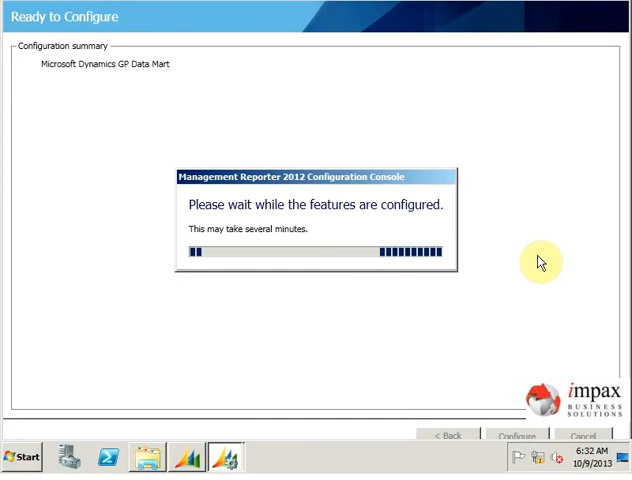 Ready to Configure
Configuration summary
Microsoft Dynamics GP Data Mart
Management Reporter 2012 Configuration Console
Please wait while the features are configured.
This may take several minutes.
impax
BUSINESS
SOLUTIONS
< Back
Configure
Cancel
Start
6:32 AM
10/9/2013